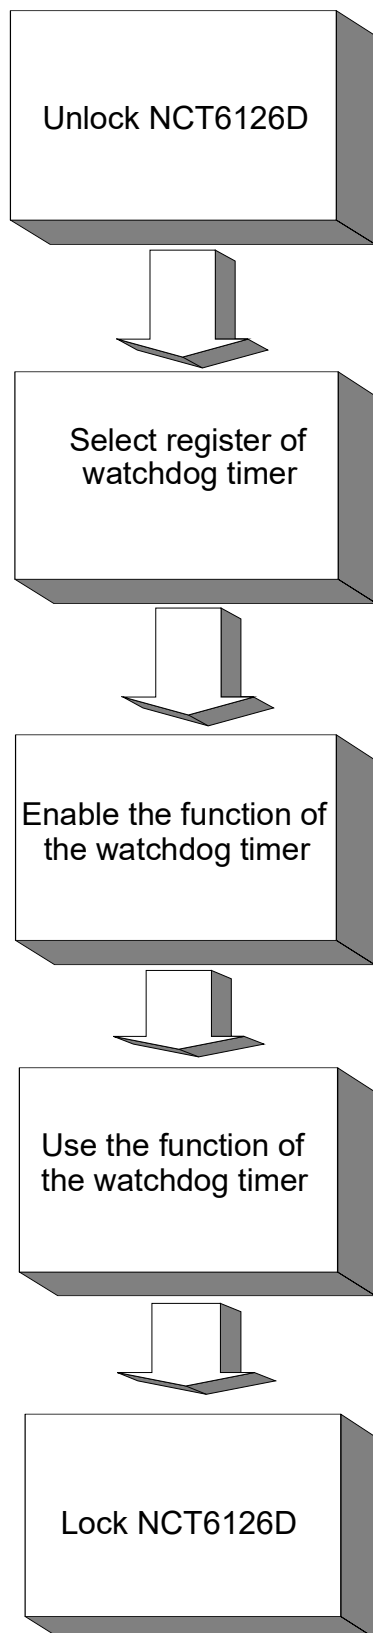 Unlock NCT6126D
Select register of
watchdog timer
Enable the function of
the watchdog timer
Use the function of
the watchdog timer
Lock NCT6126D